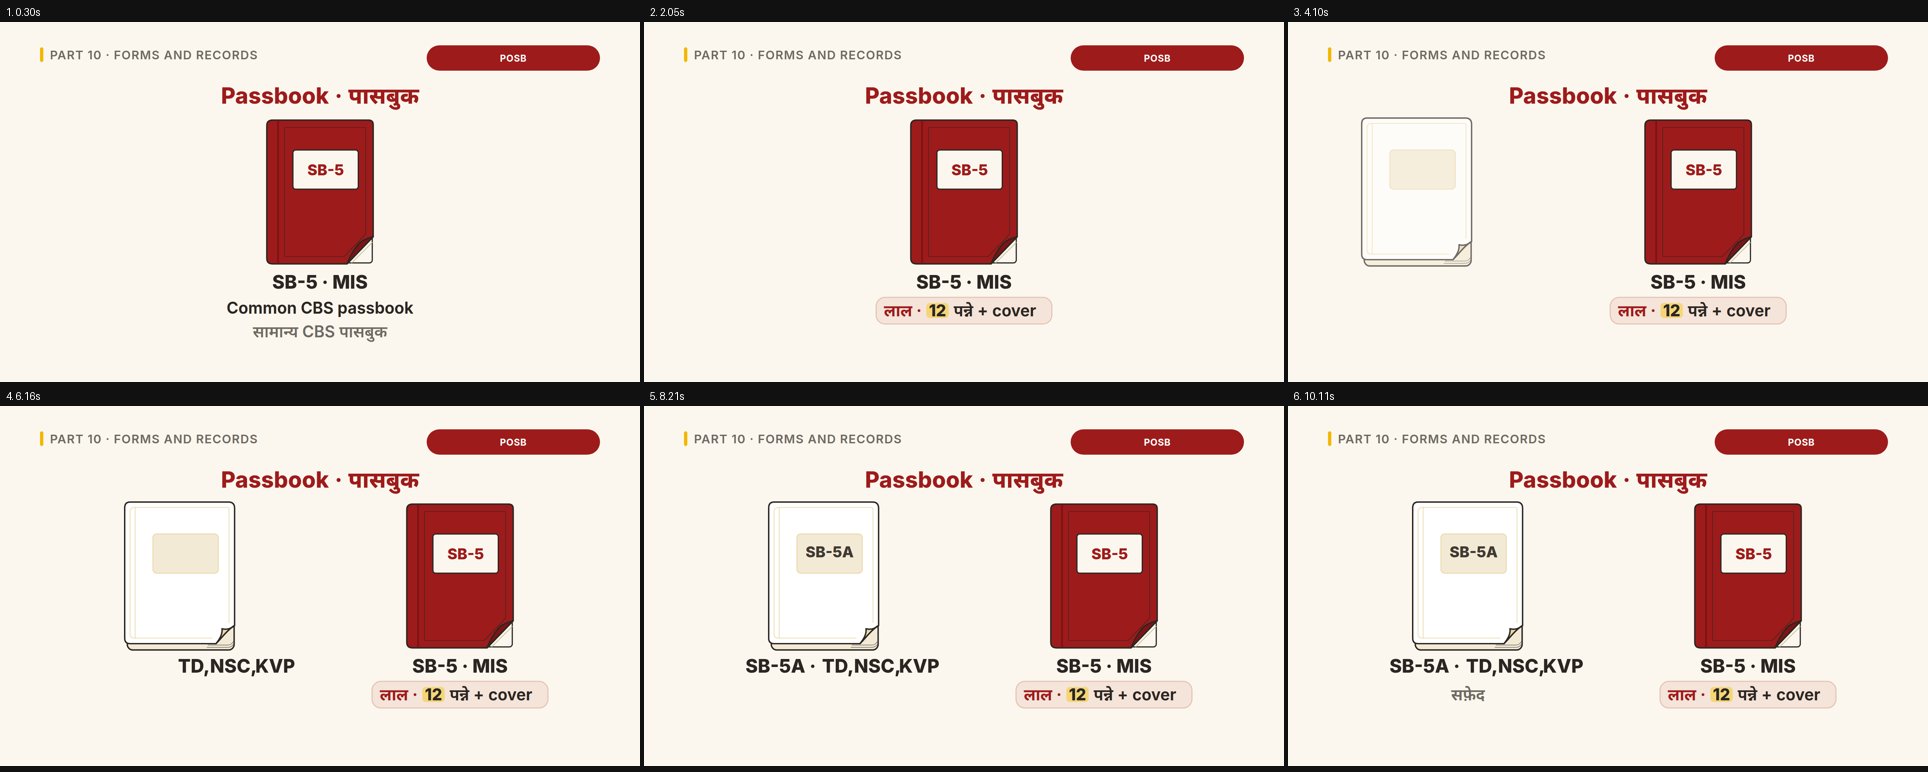 1. 0.30s
PART 10 · FORMS AND RECORDS
POSB
Passbook · पासबुक
SB-5
SB-5 · MIS
Common CBS passbook
सामान्य CBS पासबुक
2. 2.05s
PART 10 · FORMS AND RECORDS
POSB
Passbook · पासबुक
SB-5
SB-5 · MIS
लाल · 12 पन्ने + cover
3. 4.10s
PART 10 · FORMS AND RECORDS
POSB
Passbook · पासबुक
SB-5
SB-5 · MIS
लाल · 12 पन्ने + cover
4. 6.16s
PART 10 · FORMS AND RECORDS
POSB
Passbook · पासबुक
SB-5
TD,NSC,KVP
SB-5 · MIS
लाल · 12 पन्ने + cover
5. 8.21s
PART 10 · FORMS AND RECORDS
POSB
Passbook · पासबुक
SB-5A
SB-5
SB-5A · TD,NSC,KVP
SB-5 · MIS
लाल · 12 पन्ने + cover
6. 10.11s
PART 10 · FORMS AND RECORDS
POSB
Passbook · पासबुक
SB-5A
SB-5
SB-5A · TD,NSC,KVP
SB-5 · MIS
सफ़ेद
लाल · 12 पन्ने + cover